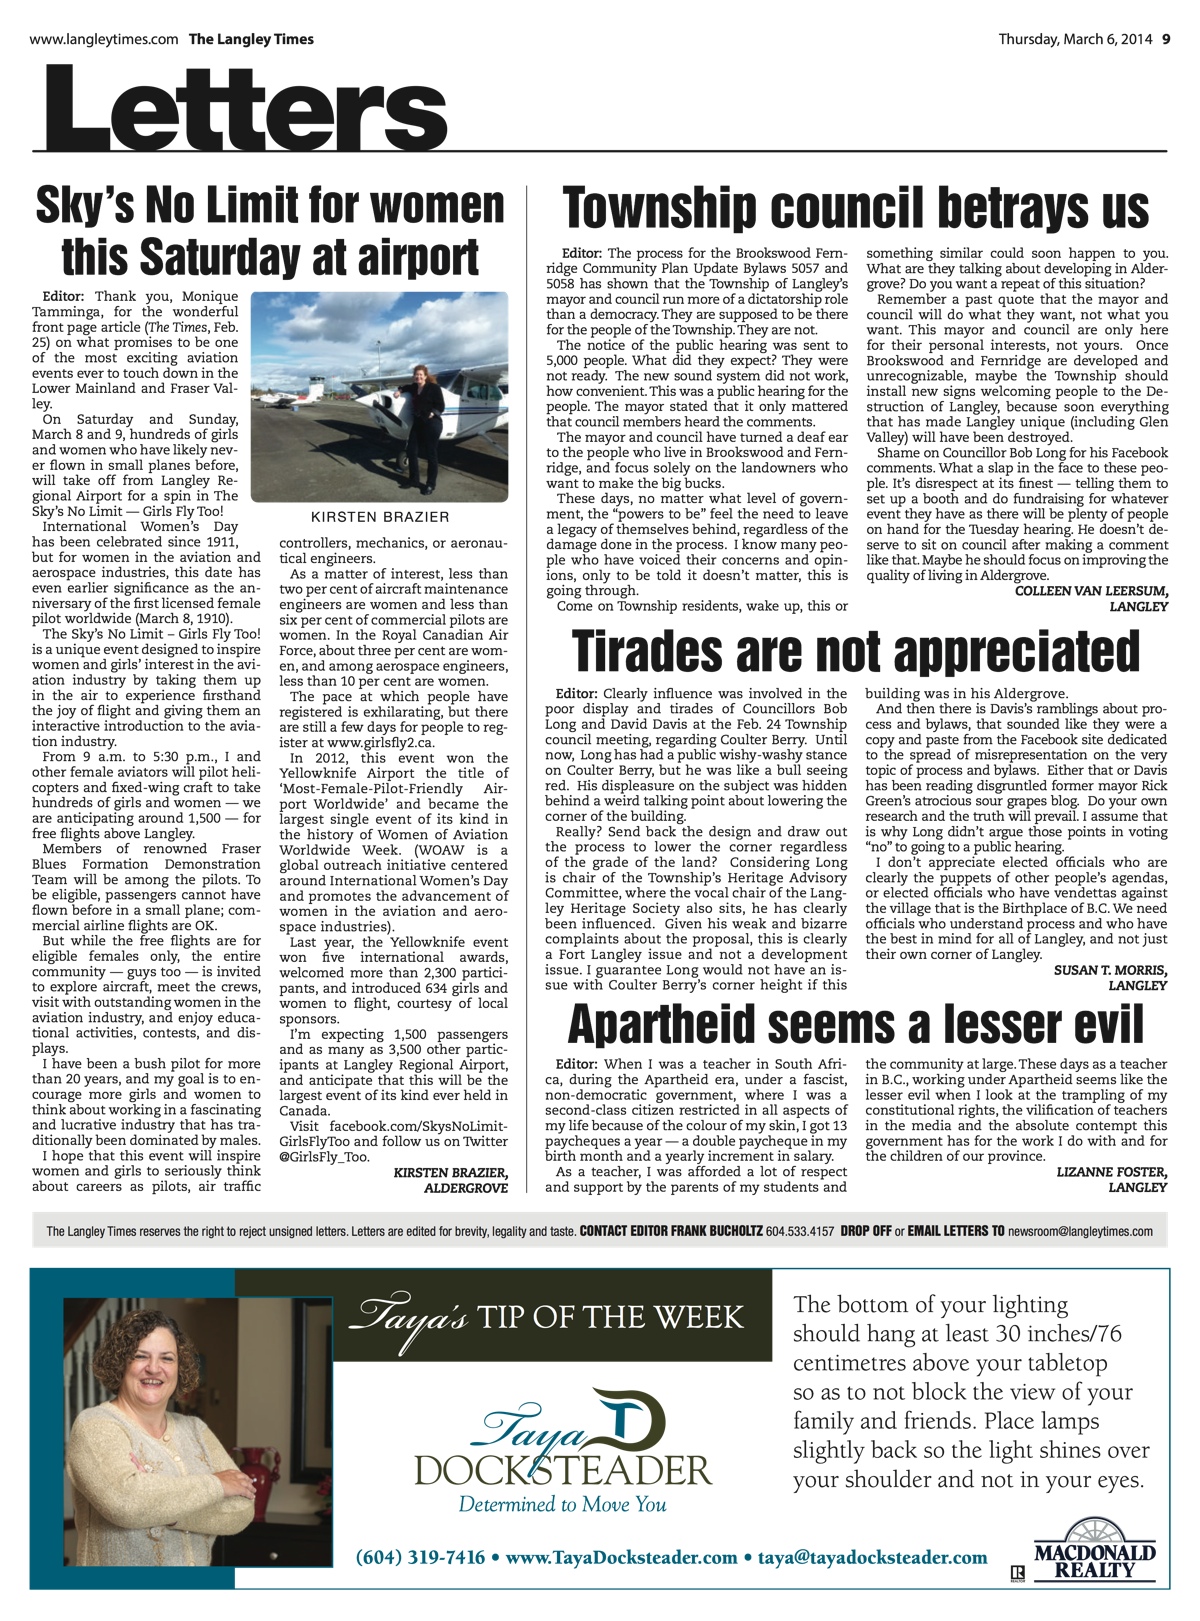 www.langleytimes.com The Langley Times
Thursday, March 6, 2014 9
Letters
Sky's No Limit for women
this Saturday at airport
Editor: Thank you, Monique
Tamminga, for the wonderful
front page article (The Times, Feb.
25) on what promises to be one
of the most exciting aviation
events ever to touch down in the
Lower Mainland and Fraser Val-
ley.
On Saturday and Sunday,
March 8 and 9, hundreds of girls
and women who have likely nev-
er flown in small planes before,
will take off from Langley Re-
gional Airport for a spin in The
Sky's No Limit — Girls Fly Too!
International Women's Day
has been celebrated since 1911,
but for women in the aviation and
aerospace industries, this date has
even earlier significance as the an-
niversary of the first licensed female
pilot worldwide (March 8, 1910).
The Sky's No Limit – Girls Fly Too!
is a unique event designed to inspire
women and girls' interest in the avi-
ation industry by taking them up
in the air to experience firsthand
the joy of flight and giving them an
interactive introduction to the avia-
tion industry.
From 9 a.m. to 5:30 p.m., I and
other female aviators will pilot heli-
copters and fixed-wing craft to take
hundreds of girls and women — we
are anticipating around 1,500 — for
free flights above Langley.
Members of renowned Fraser
Blues Formation Demonstration
Team will be among the pilots. To
be eligible, passengers cannot have
flown before in a small plane; com-
mercial airline flights are OK.
But while the free flights are for
eligible females only, the entire
community — guys too — is invited
to explore aircraft, meet the crews,
visit with outstanding women in the
aviation industry, and enjoy educa-
tional activities, contests, and dis-
plays.
I have been a bush pilot for more
than 20 years, and my goal is to en-
courage more girls and women to
think about working in a fascinating
and lucrative industry that has tra-
ditionally been dominated by males.
I hope that this event will inspire
women and girls to seriously think
about careers as pilots, air traffic
KIRSTEN BRAZIER
controllers, mechanics, or aeronau-
tical engineers.
As a matter of interest, less than
two per cent of aircraft maintenance
engineers are women and less than
six per cent of commercial pilots are
women. In the Royal Canadian Air
Force, about three per cent are wom-
en, and among aerospace engineers,
less than 10 per cent are women.
The pace at which people have
registered is exhilarating, but there
are still a few days for people to reg-
ister at www.girlsfly2.ca.
In 2012, this event won the
Yellowknife Airport the title of
'Most-Female-Pilot-Friendly Air-
port Worldwide' and became the
largest single event of its kind in
the history of Women of Aviation
Worldwide Week. (WOAW is a
global outreach initiative centered
around International Women's Day
and promotes the advancement of
women in the aviation and aero-
space industries).
Last year, the Yellowknife event
won five international awards,
welcomed more than 2,300 partici-
pants, and introduced 634 girls and
women to flight, courtesy of local
sponsors.
I'm expecting 1,500 passengers
and as many as 3,500 other partic-
ipants at Langley Regional Airport,
and anticipate that this will be the
largest event of its kind ever held in
Canada.
Visit facebook.com/SkysNoLimit-
GirlsFlyToo and follow us on Twitter
@GirlsFly_Too.
KIRSTEN BRAZIER,
ALDERGROVE
Township council betrays us
Editor: The process for the Brookswood Fern-
ridge Community Plan Update Bylaws 5057 and
5058 has shown that the Township of Langley's
mayor and council run more of a dictatorship role
than a democracy. They are supposed to be there
for the people of the Township. They are not.
The notice of the public hearing was sent to
5,000 people. What did they expect? They were
not ready. The new sound system did not work,
how convenient. This was a public hearing for the
people. The mayor stated that it only mattered
that council members heard the comments.
The mayor and council have turned a deaf ear
to the people who live in Brookswood and Fern-
ridge, and focus solely on the landowners who
want to make the big bucks.
These days, no matter what level of govern-
ment, the "powers to be" feel the need to leave
a legacy of themselves behind, regardless of the
damage done in the process. I know many peo-
ple who have voiced their concerns and opin-
ions, only to be told it doesn't matter, this is
going through.
Come on Township residents, wake up, this or
something similar could soon happen to you.
What are they talking about developing in Alder-
grove? Do you want a repeat of this situation?
Remember a past quote that the mayor and
council will do what they want, not what you
want. This mayor and council are only here
for their personal interests, not yours. Once
Brookswood and Fernridge are developed and
unrecognizable, maybe the Township should
install new signs welcoming people to the De-
struction of Langley, because soon everything
that has made Langley unique (including Glen
Valley) will have been destroyed.
Shame on Councillor Bob Long for his Facebook
comments. What a slap in the face to these peo-
ple. It's disrespect at its finest — telling them to
set up a booth and do fundraising for whatever
event they have as there will be plenty of people
on hand for the Tuesday hearing. He doesn't de-
serve to sit on council after making a comment
like that. Maybe he should focus on improving the
quality of living in Aldergrove.
COLLEEN VAN LEERSUM,
LANGLEY
Tirades are not appreciated
Editor: Clearly influence was involved in the
poor display and tirades of Councillors Bob
Long and David Davis at the Feb. 24 Township
council meeting, regarding Coulter Berry. Until
now, Long has had a public wishy-washy stance
on Coulter Berry, but he was like a bull seeing
red. His displeasure on the subject was hidden
behind a weird talking point about lowering the
corner of the building.
Really? Send back the design and draw out
the process to lower the corner regardless
of the grade of the land? Considering Long
is chair of the Township's Heritage Advisory
Committee, where the vocal chair of the Lang-
ley Heritage Society also sits, he has clearly
been influenced. Given his weak and bizarre
complaints about the proposal, this is clearly
a Fort Langley issue and not a development
issue. I guarantee Long would not have an is-
sue with Coulter Berry's corner height if this
building was in his Aldergrove.
And then there is Davis's ramblings about pro-
cess and bylaws, that sounded like they were a
copy and paste from the Facebook site dedicated
to the spread of misrepresentation on the very
topic of process and bylaws. Either that or Davis
has been reading disgruntled former mayor Rick
Green's atrocious sour grapes blog. Do your own
research and the truth will prevail. I assume that
is why Long didn't argue those points in voting
"no" to going to a public hearing.
I don't appreciate elected officials who are
clearly the puppets of other people's agendas,
or elected officials who have vendettas against
the village that is the Birthplace of B.C. We need
officials who understand process and who have
the best in mind for all of Langley, and not just
their own corner of Langley.
SUSAN T. MORRIS,
LANGLEY
Apartheid seems a lesser evil
Editor: When I was a teacher in South Afri-
ca, during the Apartheid era, under a fascist,
non-democratic government, where I was a
second-class citizen restricted in all aspects of
my life because of the colour of my skin, I got 13
paycheques a year — a double paycheque in my
birth month and a yearly increment in salary.
As a teacher, I was afforded a lot of respect
and support by the parents of my students and
the community at large. These days as a teacher
in B.C., working under Apartheid seems like the
lesser evil when I look at the trampling of my
constitutional rights, the vilification of teachers
in the media and the absolute contempt this
government has for the work I do with and for
the children of our province.
LIZANNE FOSTER,
LANGLEY
The Langley Times reserves the right to reject unsigned letters. Letters are edited for brevity, legality and taste. CONTACT EDITOR FRANK BUCHOLTZ 604.533.4157 DROP OFF or EMAIL LETTERS TO newsroom@langleytimes.com
Taya's TIP OF THE WEEK
Taya D
DOCKSTEADER
Determined to Move You
The bottom of your lighting
should hang at least 30 inches/76
centimetres above your tabletop
so as to not block the view of your
family and friends. Place lamps
slightly back so the light shines over
your shoulder and not in your eyes.
(604) 319-7416 • www.TayaDocksteader.com • taya@tayadocksteader.com
R
REALTOR
MACDONALD
REALTY